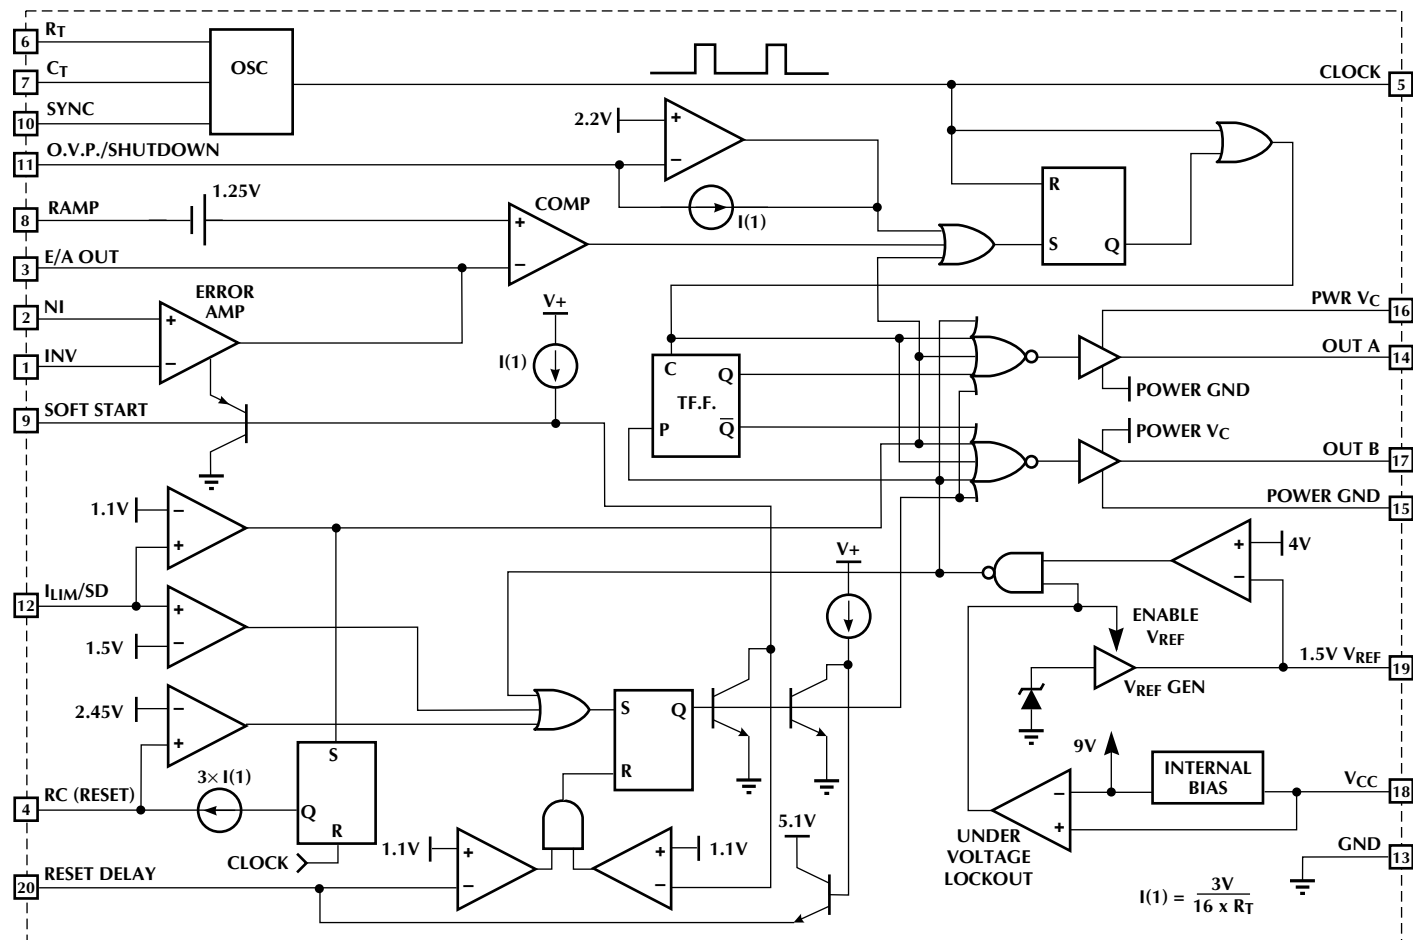 6 RT
7 CT
10 SYNC
11 O.V.P./SHUTDOWN
8 RAMP
3 E/A OUT
2 NI
1 INV
9 SOFT START
12 ILIM/SD
4 RC (RESET)
20 RESET DELAY
OSC
1.25V
COMP
+
–
ERROR
AMP
+
–
2.2V
+
–
I(1)
V+
I(1)
R
S
Q
CLOCK 5
C
Q
TF.F.
P
Q̅
PWR VC 16
OUT A 14
POWER GND
POWER VC
OUT B 17
POWER GND 15
1.1V
–
+
+
1.5V
–
2.45V
–
+
3× I(1)
S
Q
R
CLOCK
V+
S
Q
R
1.1V
+
–
+
1.1V
–
5.1V
+
4V
–
ENABLE
VREF
1.5V VREF 19
VREF GEN
9V
INTERNAL
BIAS
VCC 18
–
+
UNDER
VOLTAGE
LOCKOUT
GND 13
I(1) = 3V
16 x RT